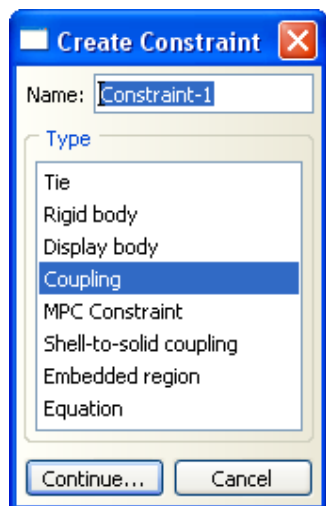 Create Constraint
Name: Constraint-1
Type
Tie
Rigid body
Display body
Coupling
MPC Constraint
Shell-to-solid coupling
Embedded region
Equation
Continue... Cancel